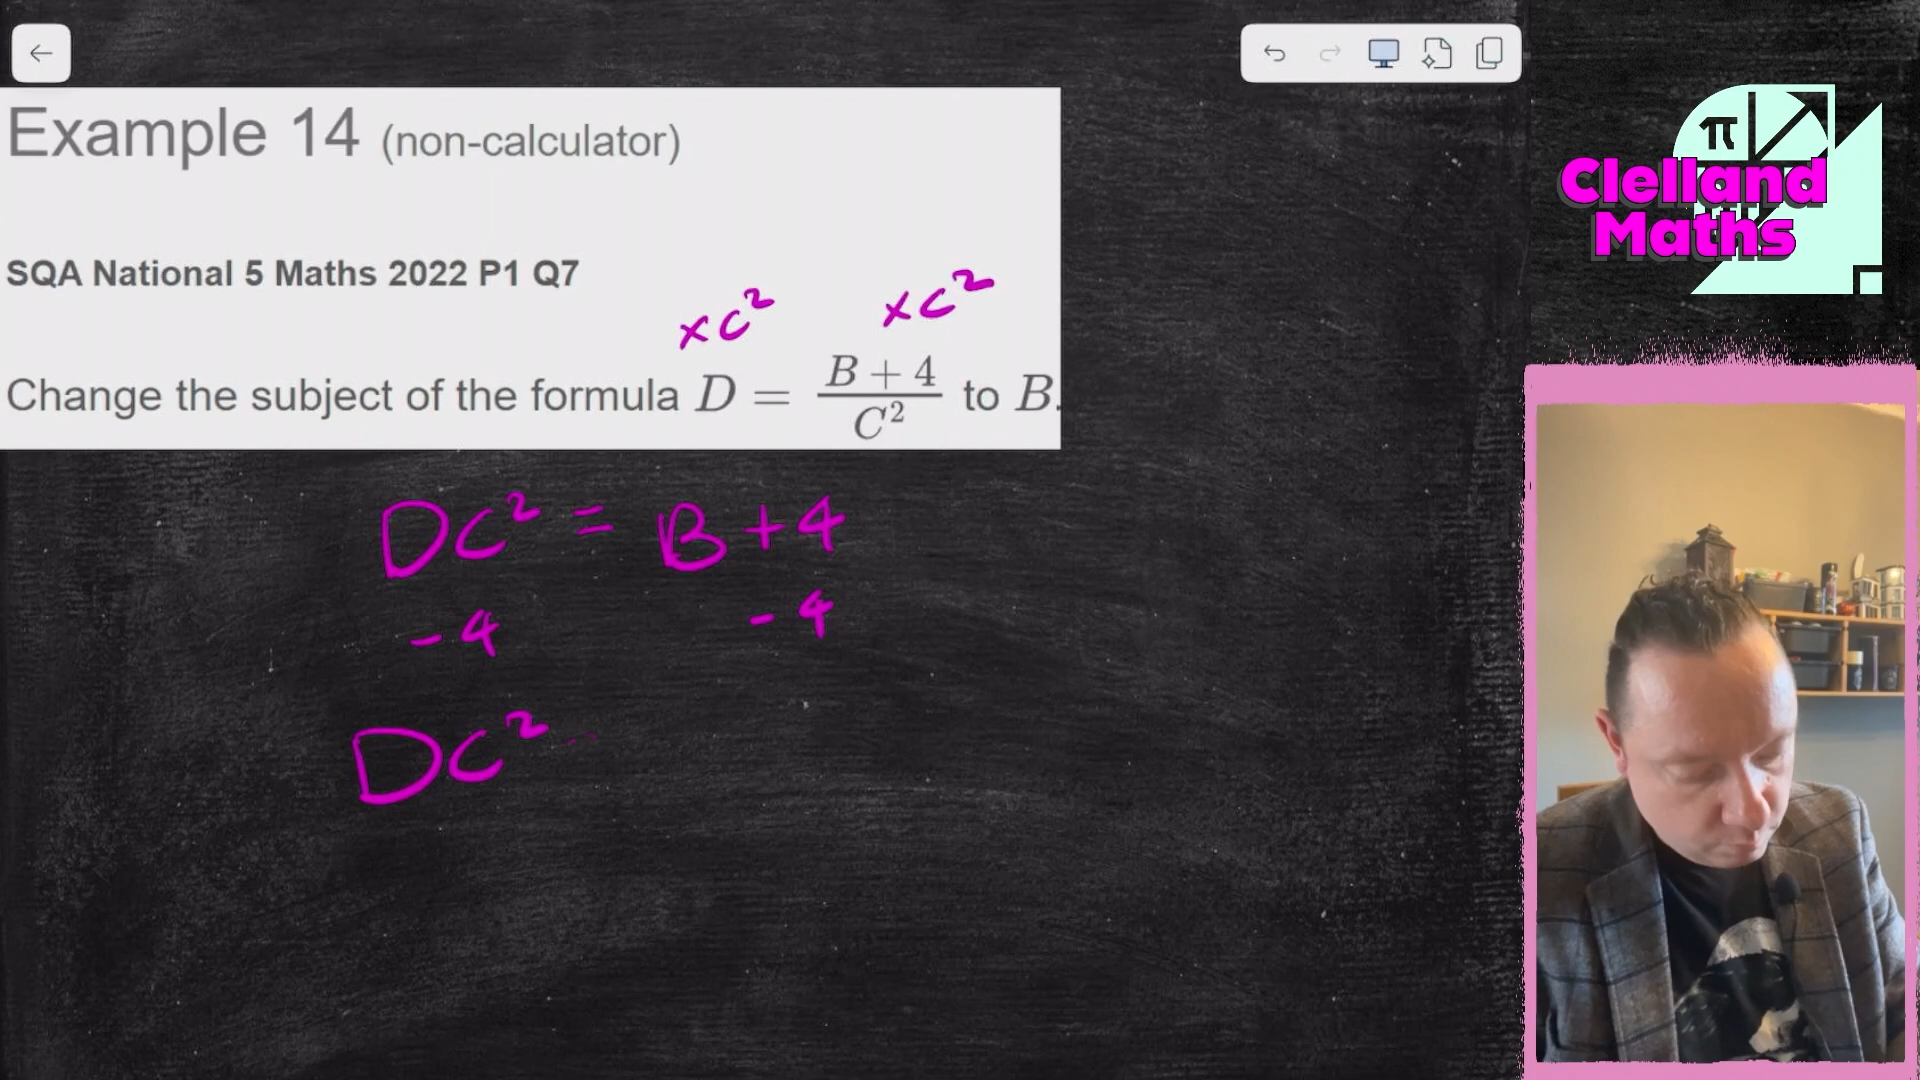 Example 14 (non-calculator)
SQA National 5 Maths 2022 P1 Q7
×C² ×C²
Change the subject of the formula D = \frac{B + 4}{C²} to B.
DC² = B + 4
- 4 - 4
DC²
π
Clelland
Maths